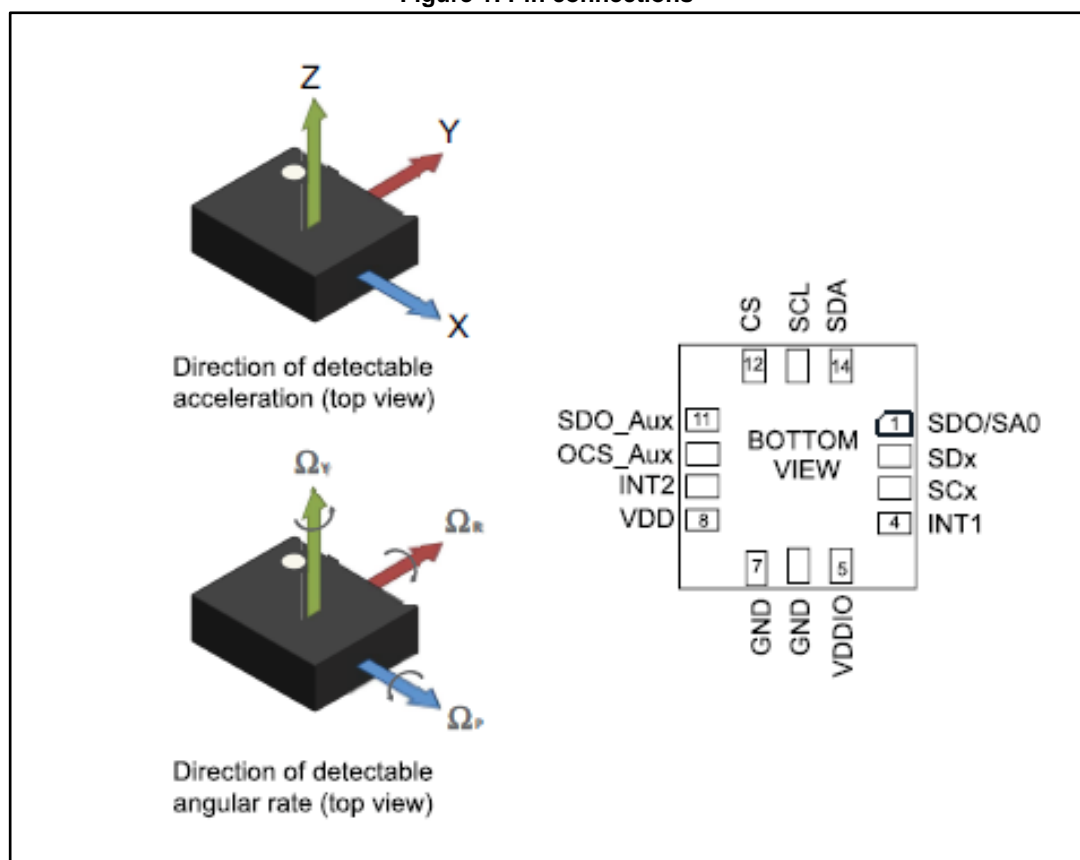 Figure 1. Pin connections
Z
Y
X
Direction of detectable
acceleration (top view)
Ω Y
Ω R
Ω P
Direction of detectable
angular rate (top view)
CS
SCL
SDA
12
14
SDO_Aux
11
1
SDO/SA0
OCS_Aux
BOTTOM
VIEW
SDx
INT2
SCx
VDD
8
4
INT1
7
5
GND
GND
VDDIO